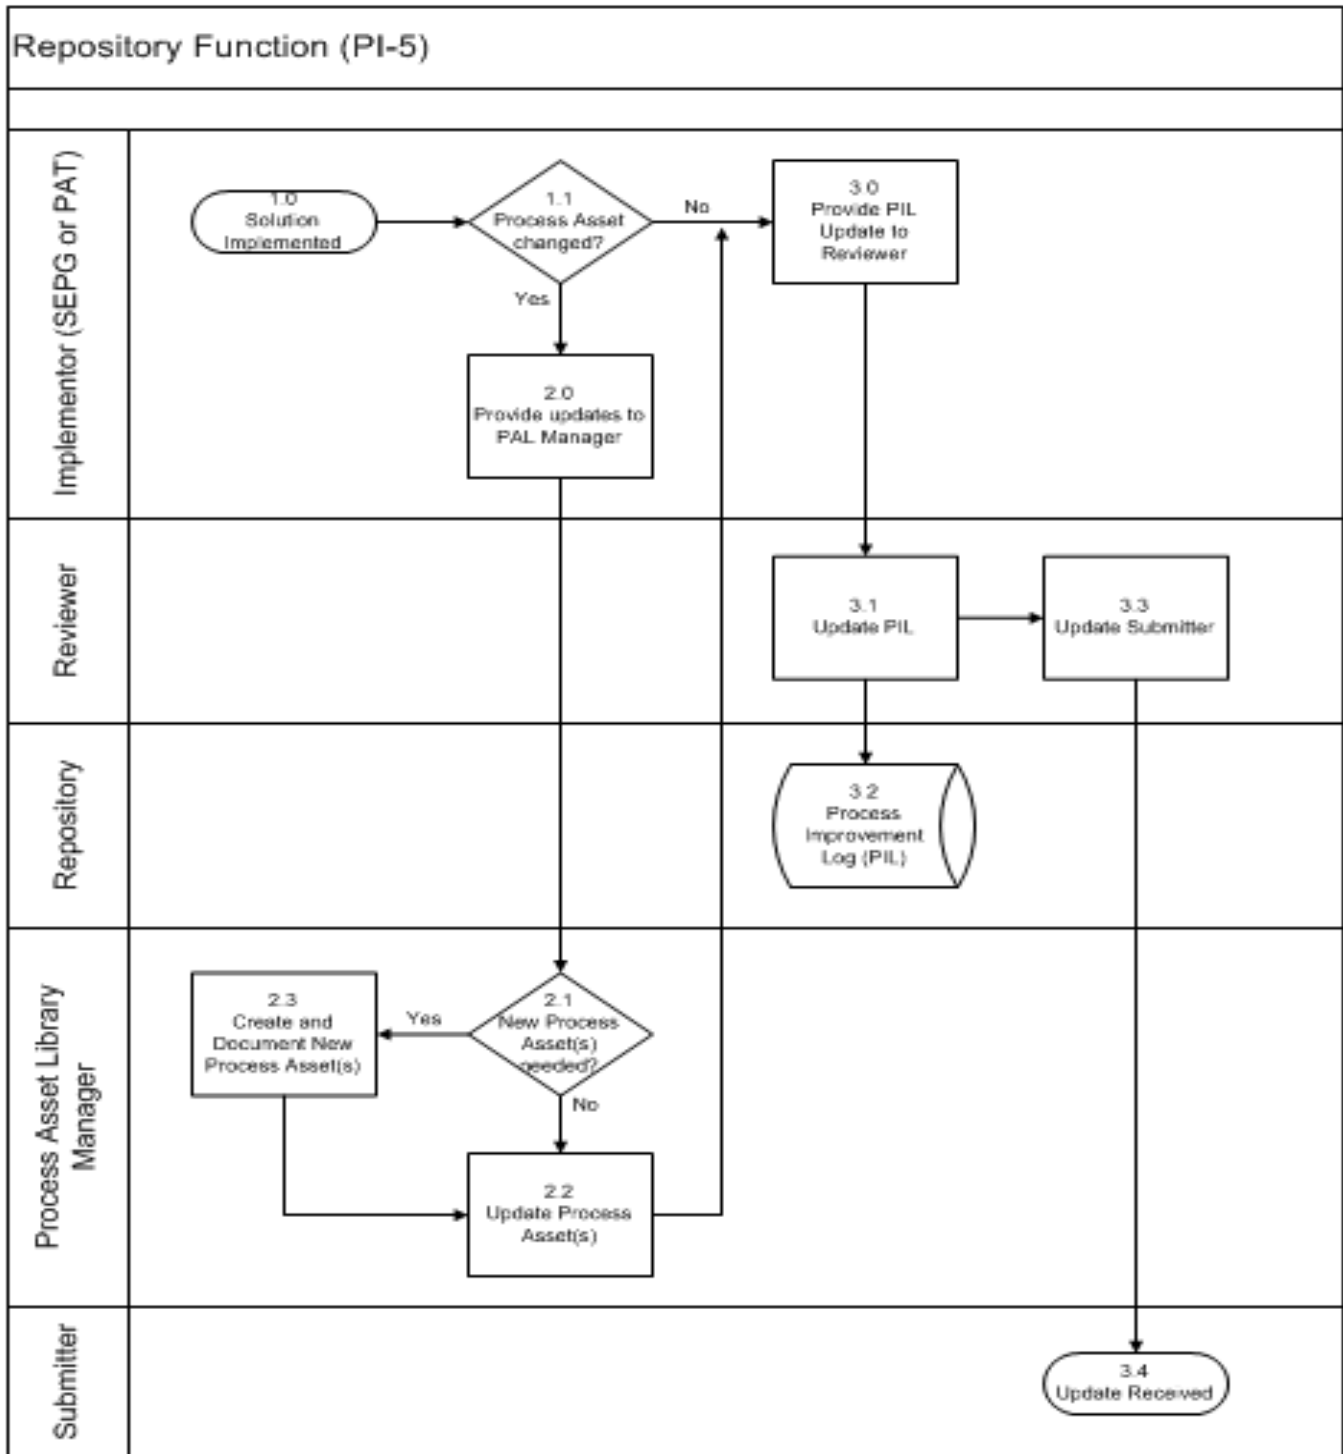 Repository Function (PI-5)
Implementor (SEPG or PAT)
1.0
Solution
Implemented
1.1
Process Asset
changed?
No
3.0
Provide PIL
Update to
Reviewer
Yes
2.0
Provide updates to
PAL Manager
Reviewer
3.1
Update PIL
3.3
Update Submitter
Repository
3.2
Process
Improvement
Log (PIL)
Process Asset Library
Manager
2.3
Create and
Document New
Process Asset(s)
Yes
2.1
New Process
Asset(s)
needed?
No
2.2
Update Process
Asset(s)
Submitter
3.4
Update Received